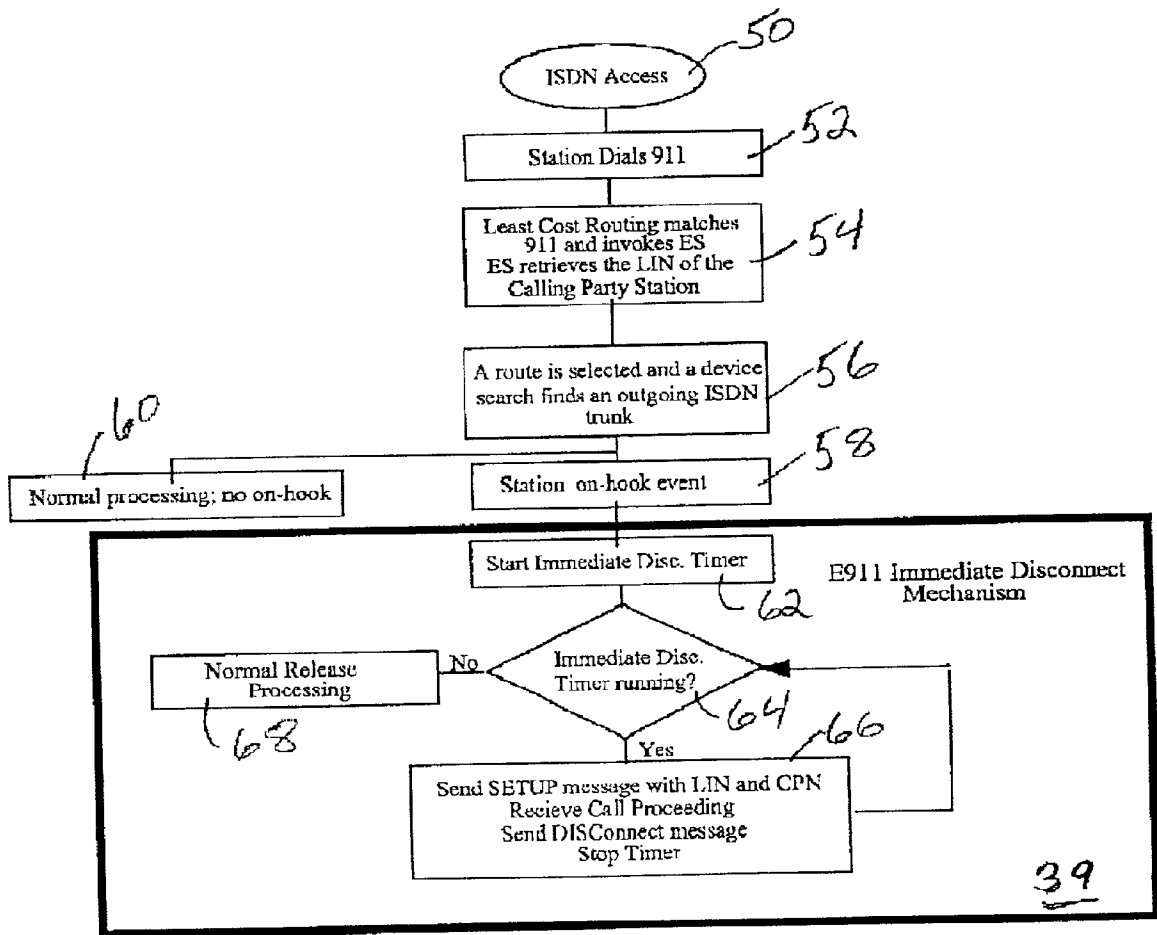 50
ISDN Access
52
Station Dials 911
Least Cost Routing matches
911 and invokes ES
ES retrieves the LIN of the
Calling Party Station
54
A route is selected and a device
search finds an outgoing ISDN
trunk
56
60
58
Normal processing; no on-hook
Station on-hook event
Start Immediate Disc. Timer
62
E911 Immediate Disconnect
Mechanism
Normal Release
Processing
68
No
Immediate Disc.
Timer running?
64
Yes
66
Send SETUP message with LIN and CPN
Recieve Call Proceeding
Send DISConnect message
Stop Timer
39